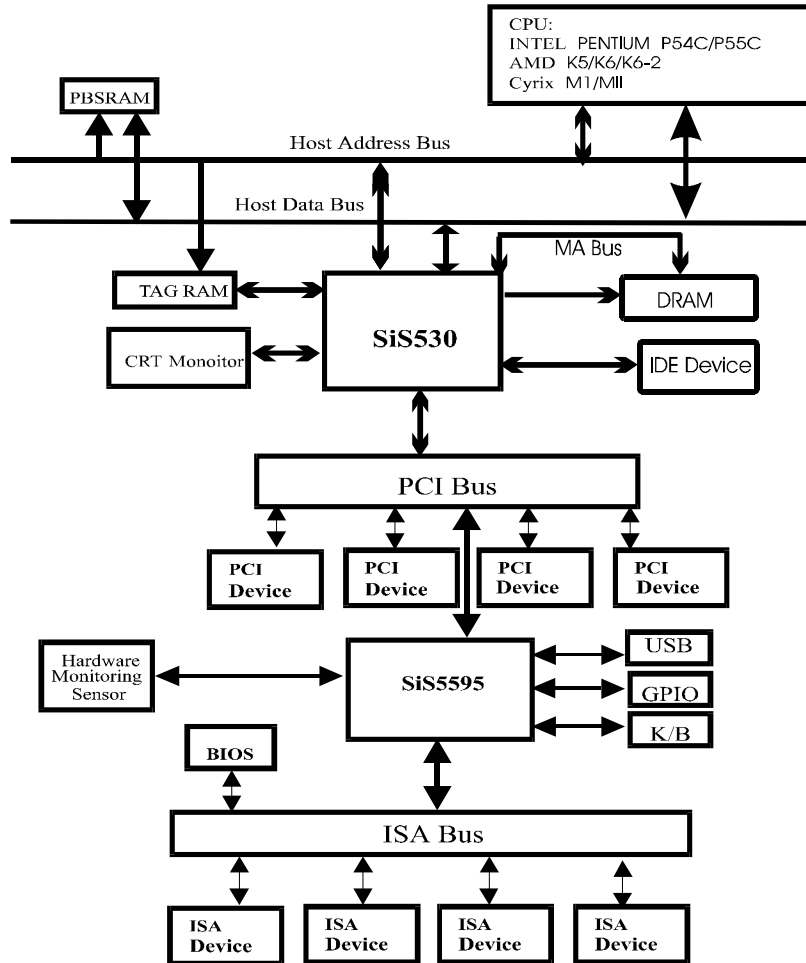 CPU:
INTEL PENTIUM P54C/P55C
AMD K5/K6/K6-2
Cyrix M1/MII
PBSRAM
Host Address Bus
Host Data Bus
MA Bus
TAG RAM
DRAM
SiS530
CRT Monoitor
IDE Device
PCI Bus
PCI
Device
PCI
Device
PCI
Device
PCI
Device
Hardware
Monitoring
Sensor
SiS5595
USB
GPIO
K/B
BIOS
ISA Bus
ISA
Device
ISA
Device
ISA
Device
ISA
Device